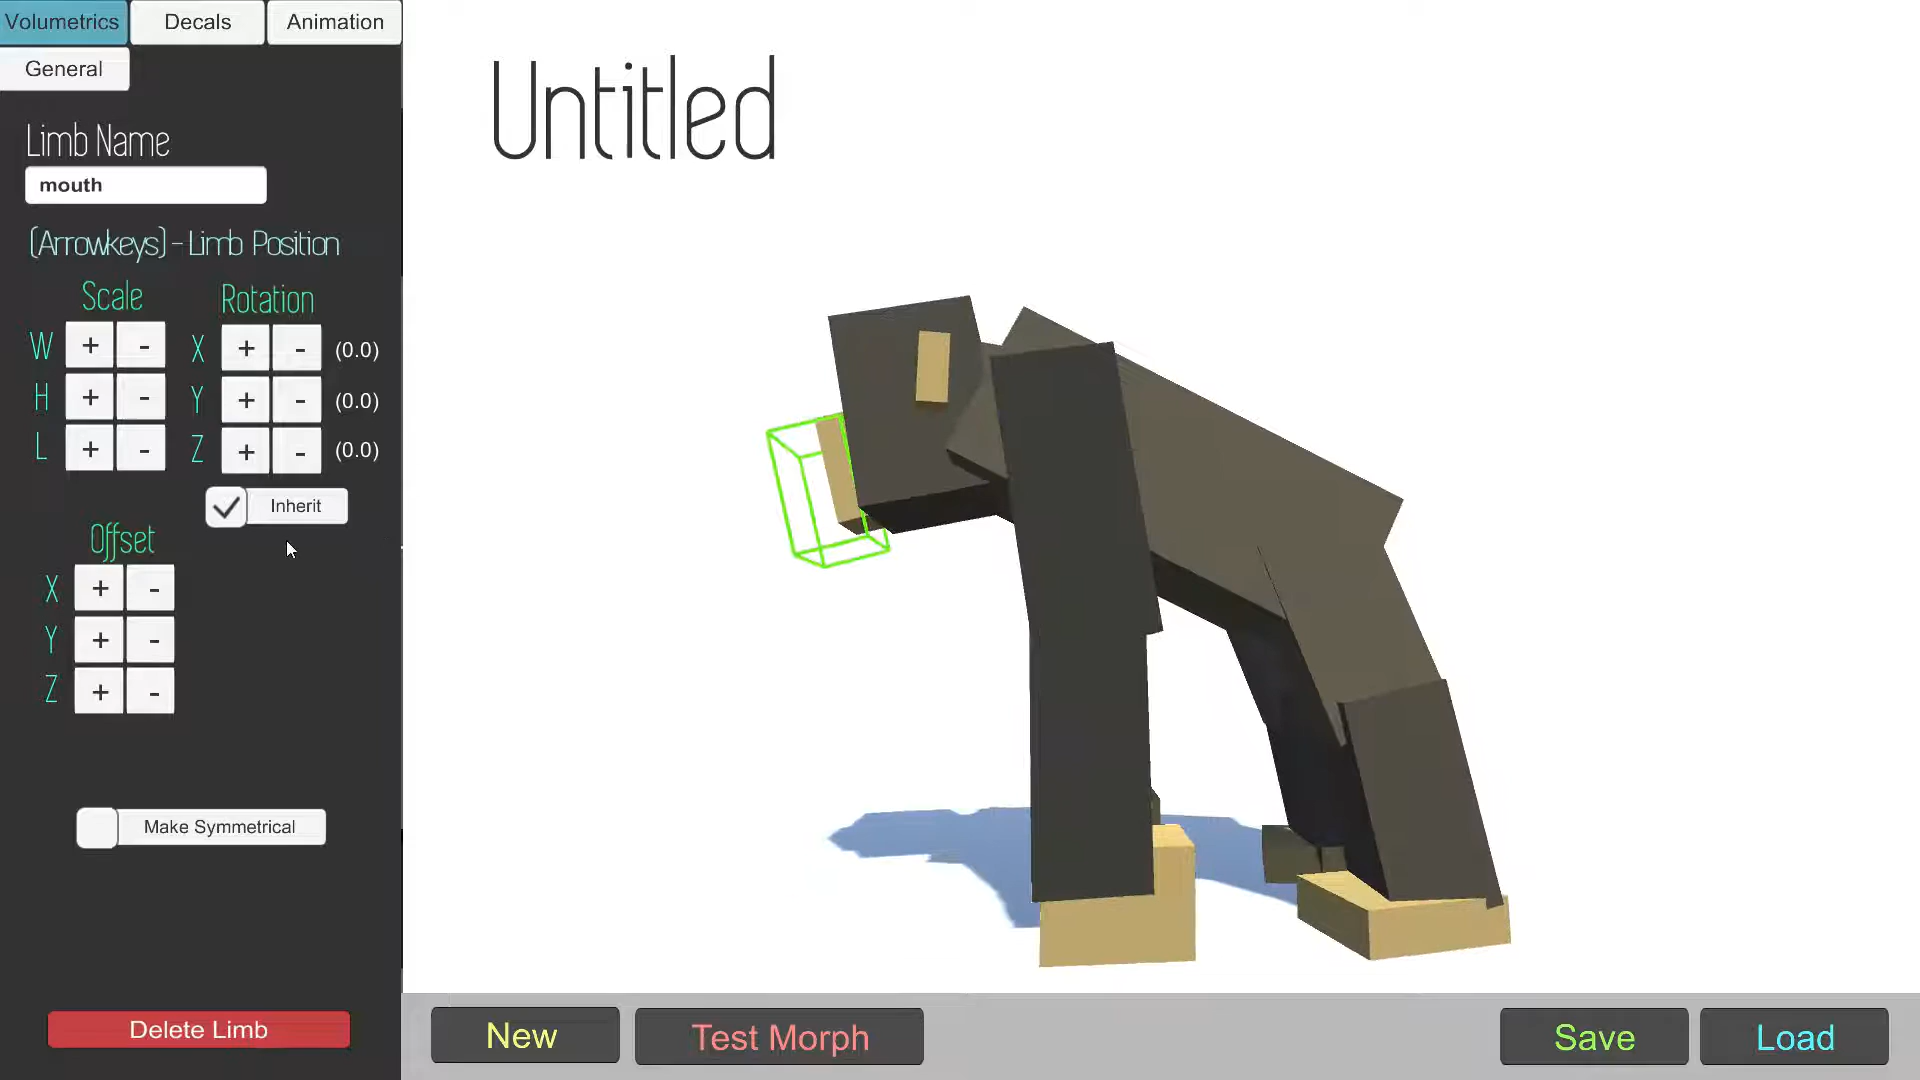 Volumetrics Decals Animation
General
Untitled
Limb Name
mouth
(Arrowkeys) - Limb Position
Scale Rotation
W + - X + - (0.0)
H + - Y + - (0.0)
L + - Z + - (0.0)
Inherit
Offset
X + -
Y + -
Z + -
Make Symmetrical
Delete Limb
New Test Morph Save Load